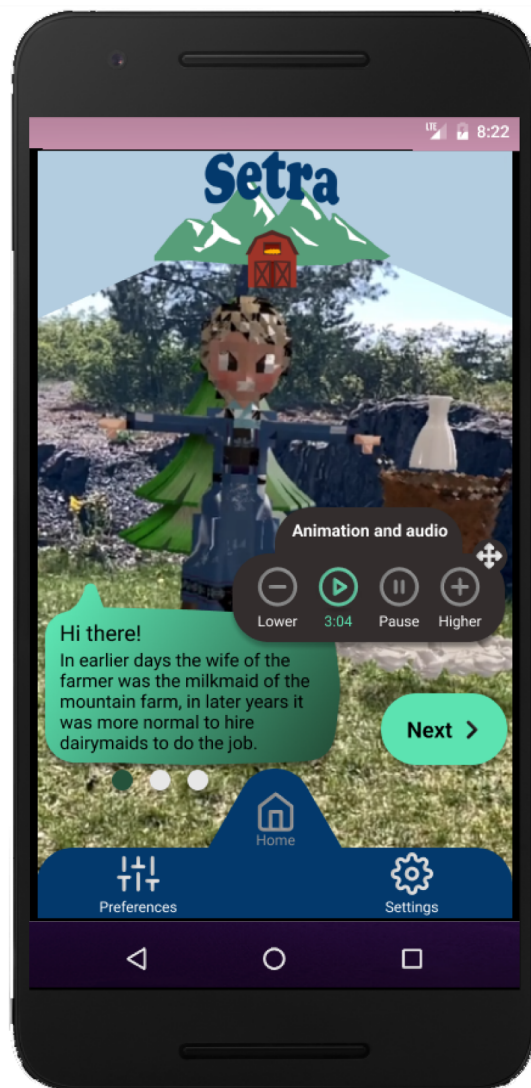 LTE 8:22
Setra
Animation and audio
Lower 3:04 Pause Higher
Hi there!
In earlier days the wife of the
farmer was the milkmaid of the
mountain farm, in later years it
was more normal to hire
dairymaids to do the job.
Next
Home
Preferences Settings